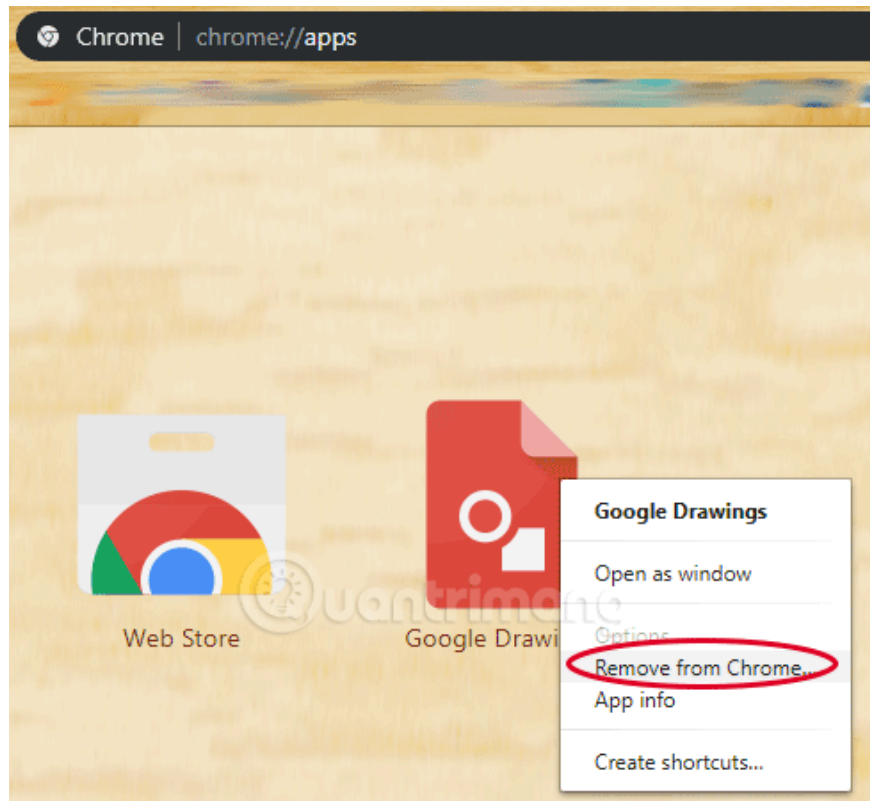 Chrome | chrome://apps
Google Drawings
Open as window
Options
Remove from Chrome...
App info
Create shortcuts...
Web Store
Google Drawi
Quantrimang